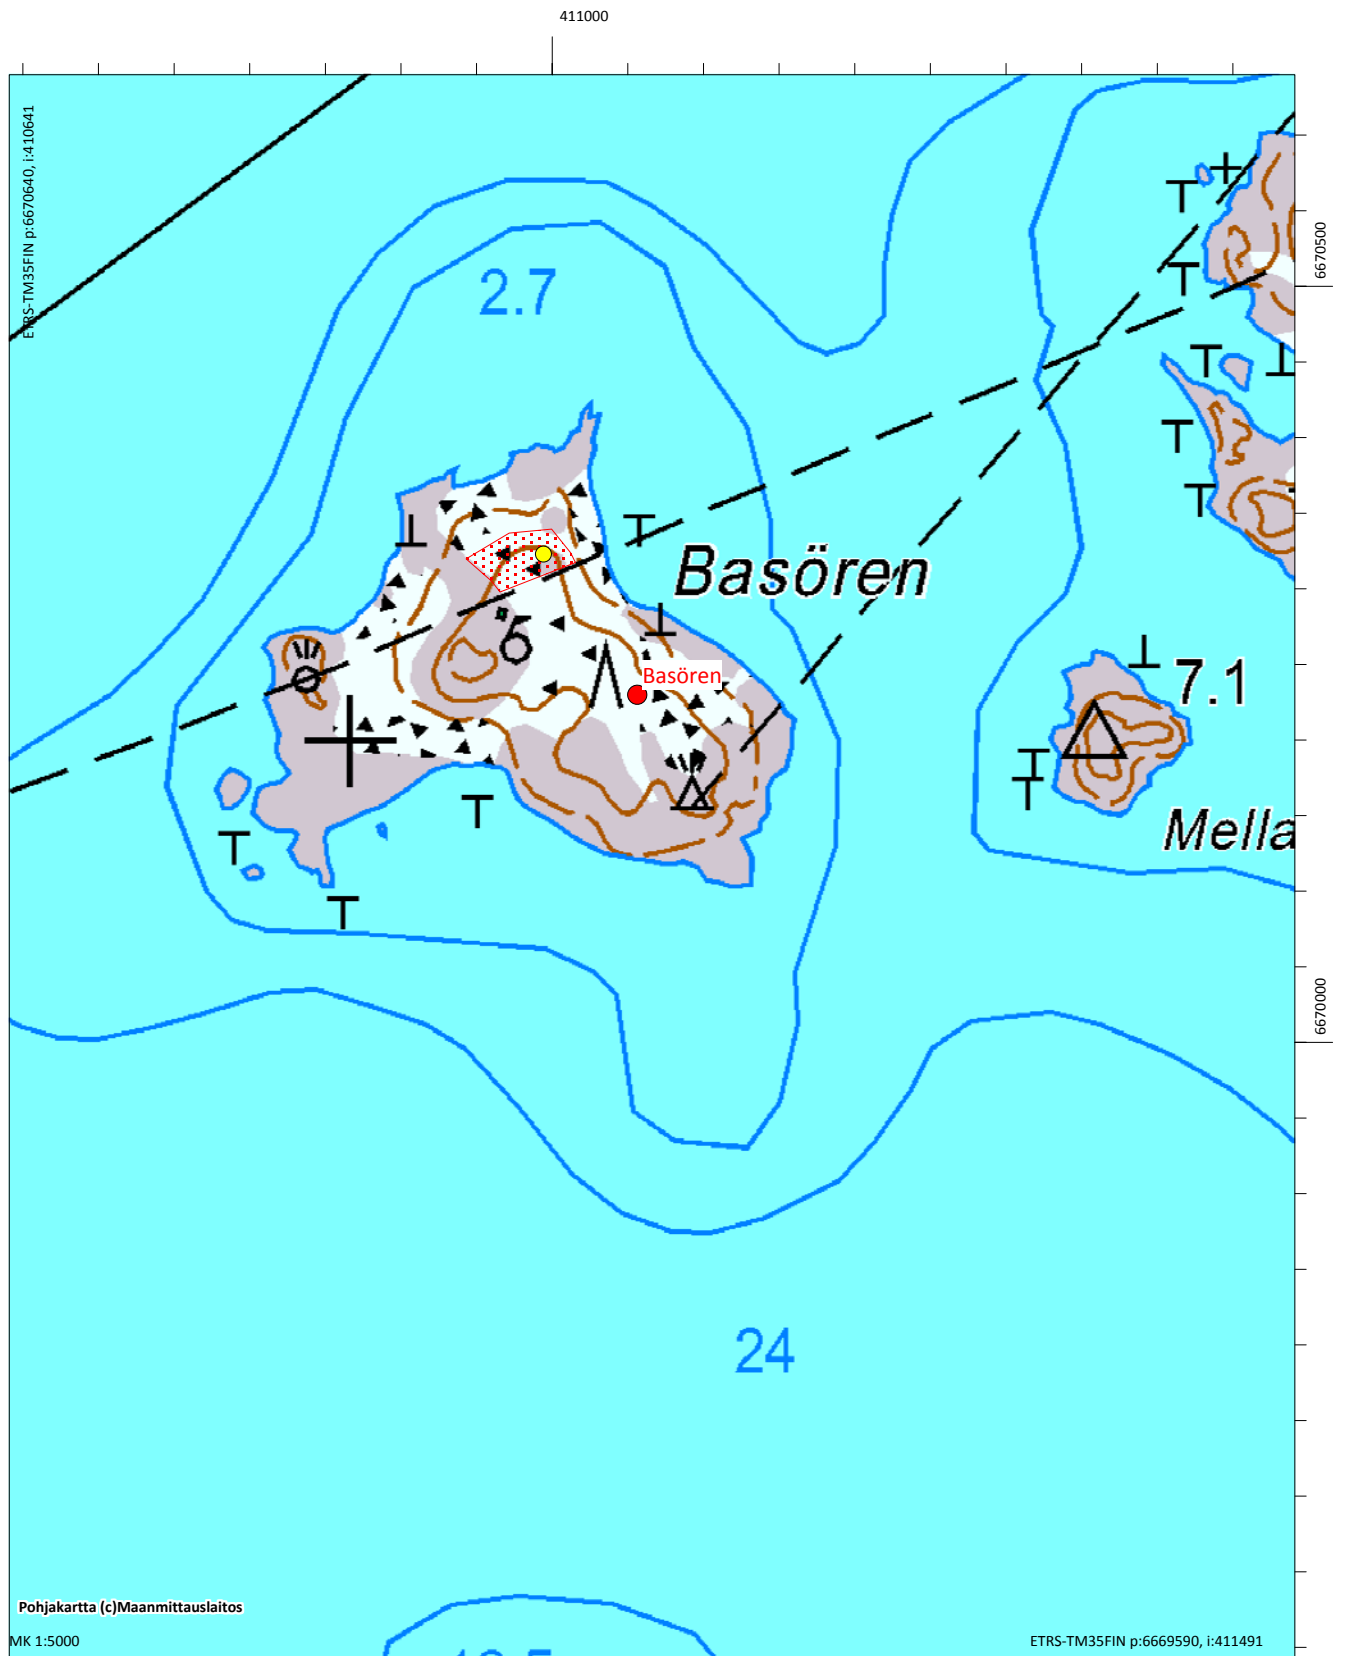 411000
ETRS-TM35FIN p:6670640, i:410641
6670500
2.7
Basören
6
Basören
7.1
Mella
6670000
24
Pohjakartta (c)Maanmittauslaitos
MK 1:5000
ETRS-TM35FIN p:6669590, i:411491